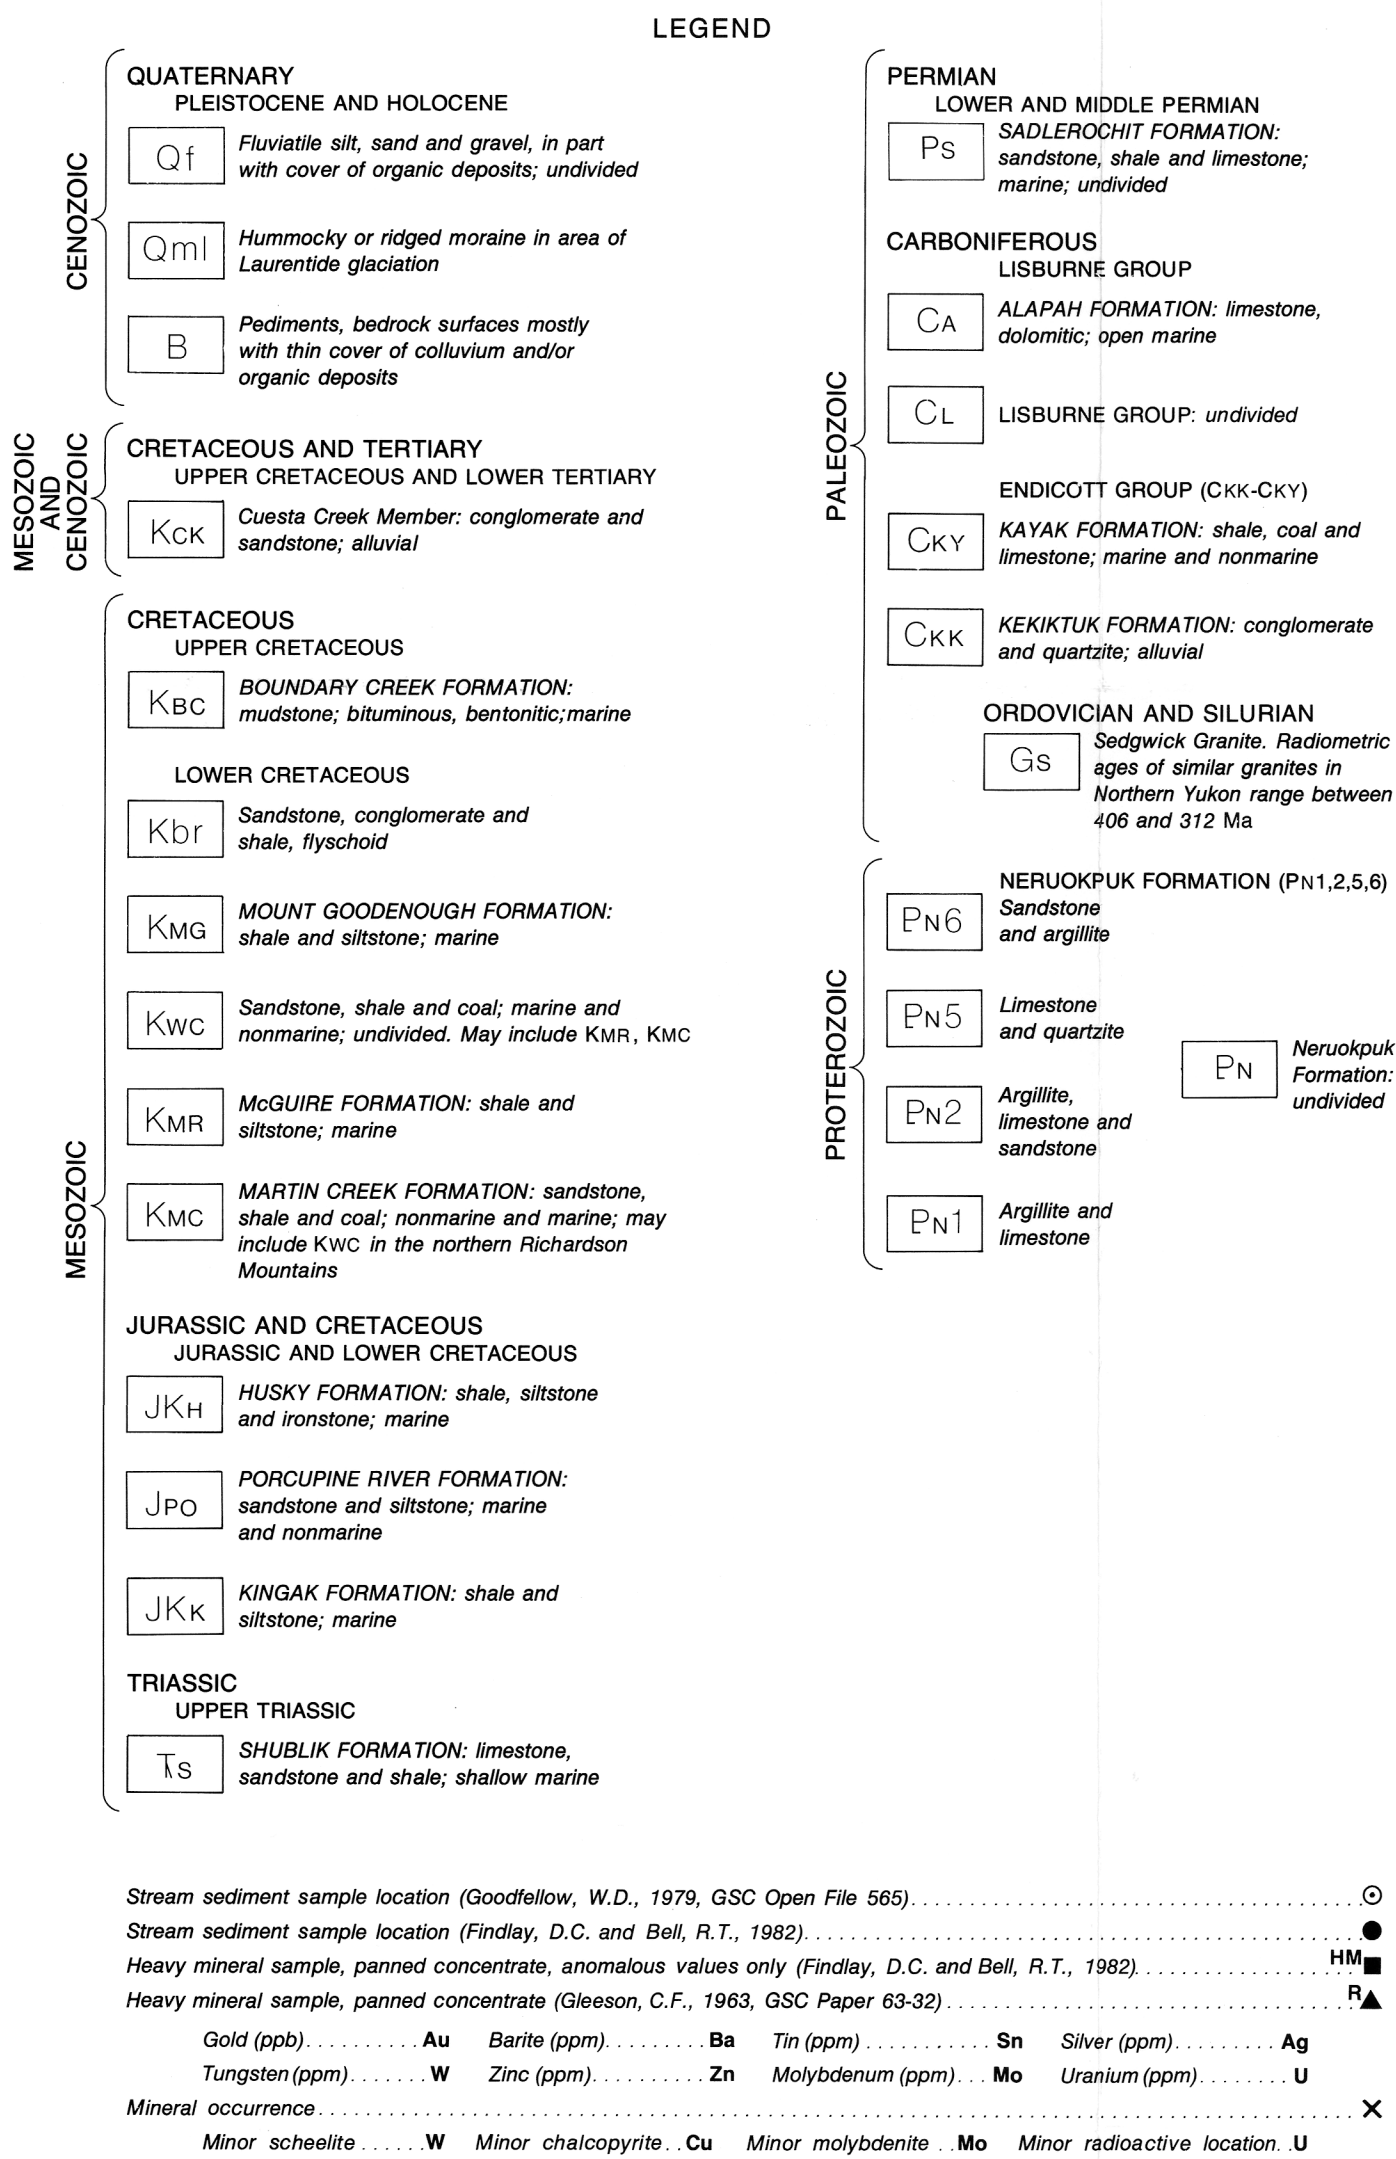 LEGEND
CENOZOIC
QUATERNARY
PLEISTOCENE AND HOLOCENE
Qf
Fluviatile silt, sand and gravel, in part
with cover of organic deposits; undivided
Qml
Hummocky or ridged moraine in area of
Laurentide glaciation
B
Pediments, bedrock surfaces mostly
with thin cover of colluvium and/or
organic deposits
MESOZOIC
AND
CENOZOIC
CRETACEOUS AND TERTIARY
UPPER CRETACEOUS AND LOWER TERTIARY
KCK
Cuesta Creek Member: conglomerate and
sandstone; alluvial
MESOZOIC
CRETACEOUS
UPPER CRETACEOUS
KBC
BOUNDARY CREEK FORMATION:
mudstone; bituminous, bentonitic; marine
LOWER CRETACEOUS
Kbr
Sandstone, conglomerate and
shale, flyschoid
KMG
MOUNT GOODENOUGH FORMATION:
shale and siltstone; marine
KWC
Sandstone, shale and coal; marine and
nonmarine; undivided. May include KMR, KMC
KMR
McGUIRE FORMATION: shale and
siltstone; marine
KMC
MARTIN CREEK FORMATION: sandstone,
shale and coal; nonmarine and marine; may
include KWC in the northern Richardson
Mountains
JURASSIC AND CRETACEOUS
JURASSIC AND LOWER CRETACEOUS
JKH
HUSKY FORMATION: shale, siltstone
and ironstone; marine
JPO
PORCUPINE RIVER FORMATION:
sandstone and siltstone; marine
and nonmarine
JKK
KINGAK FORMATION: shale and
siltstone; marine
TRIASSIC
UPPER TRIASSIC
TRS
SHUBLIK FORMATION: limestone,
sandstone and shale; shallow marine
PALEOZOIC
PERMIAN
LOWER AND MIDDLE PERMIAN
PS
SADLEROCHIT FORMATION:
sandstone, shale and limestone;
marine; undivided
CARBONIFEROUS
LISBURNE GROUP
CA
ALAPAH FORMATION: limestone,
dolomitic; open marine
CL
LISBURNE GROUP: undivided
ENDICOTT GROUP (CKK-CKY)
CKY
KAYAK FORMATION: shale, coal and
limestone; marine and nonmarine
CKK
KEKIKTUK FORMATION: conglomerate
and quartzite; alluvial
ORDOVICIAN AND SILURIAN
GS
Sedgwick Granite. Radiometric
ages of similar granites in
Northern Yukon range between
406 and 312 Ma
PROTEROZOIC
NERUOKPUK FORMATION (PN1,2,5,6)
PN6
Sandstone
and argillite
PN5
Limestone
and quartzite
PN
Neruokpuk
Formation:
undivided
PN2
Argillite,
limestone and
sandstone
PN1
Argillite and
limestone
Stream sediment sample location (Goodfellow, W.D., 1979, GSC Open File 565)
Stream sediment sample location (Findlay, D.C. and Bell, R.T., 1982)
Heavy mineral sample, panned concentrate, anomalous values only (Findlay, D.C. and Bell, R.T., 1982) HM
Heavy mineral sample, panned concentrate (Gleeson, C.F., 1963, GSC Paper 63-32) R
Gold (ppb) Au Barite (ppm) Ba Tin (ppm) Sn Silver (ppm) Ag
Tungsten (ppm) W Zinc (ppm) Zn Molybdenum (ppm) Mo Uranium (ppm) U
Mineral occurrence X
Minor scheelite W Minor chalcopyrite Cu Minor molybdenite Mo Minor radioactive location U